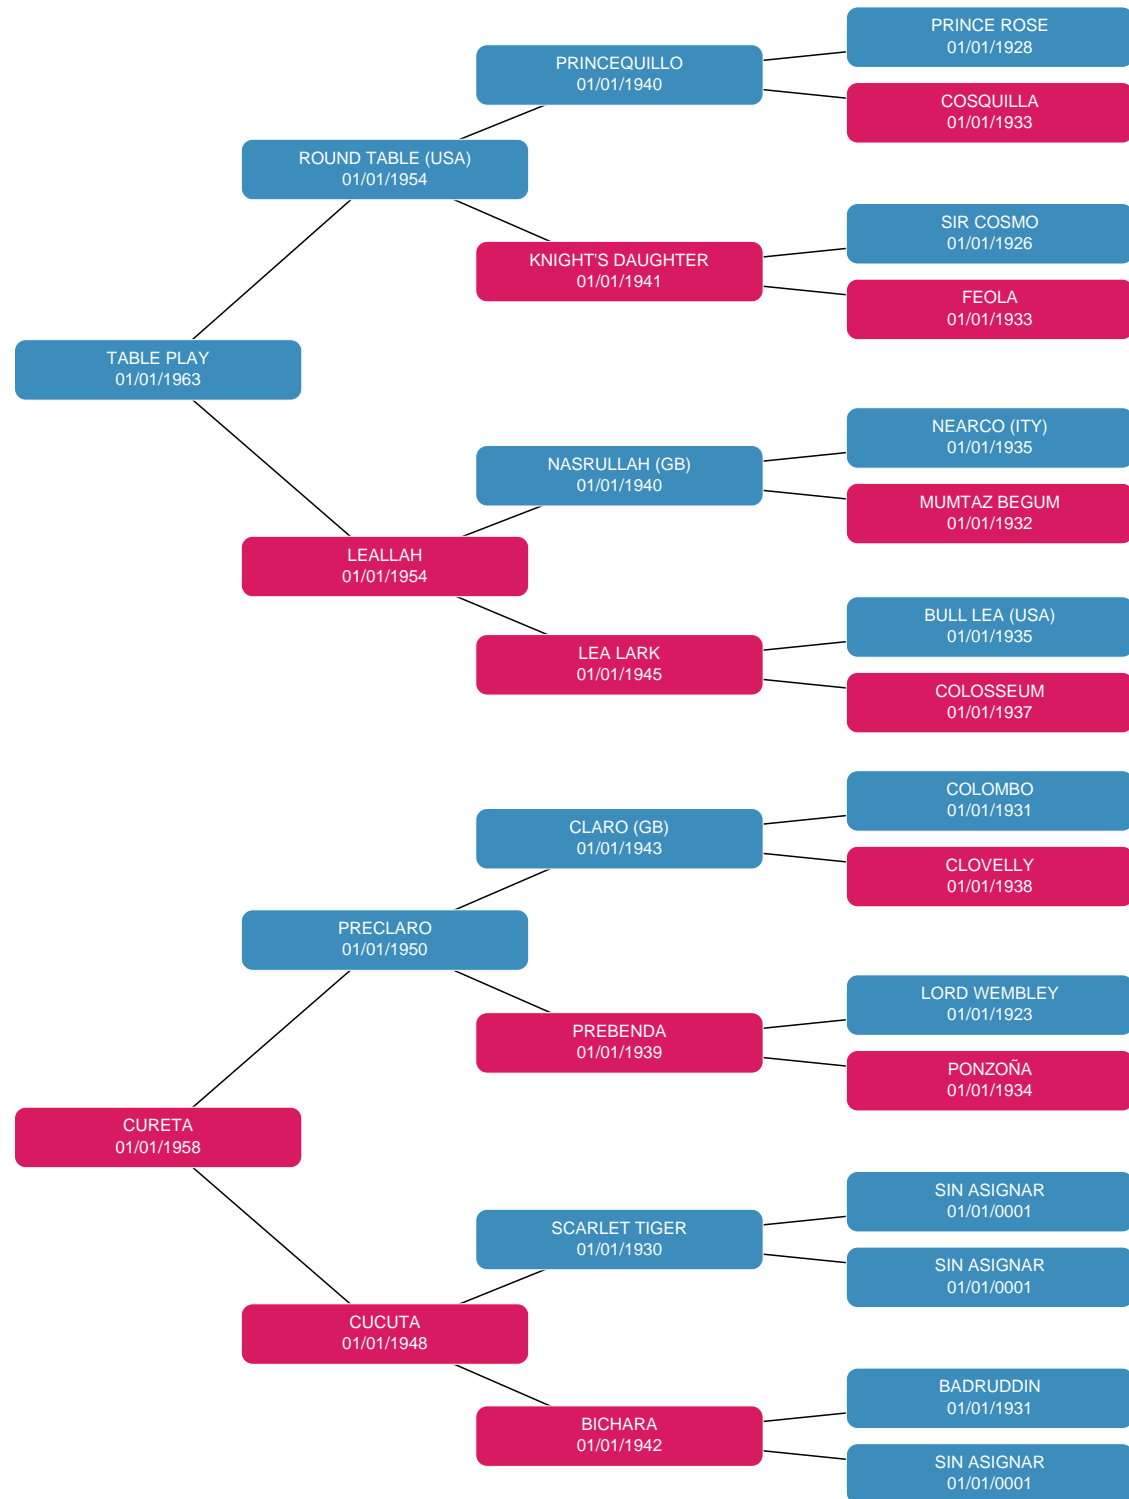 PRINCE ROSE
01/01/1928
PRINCEQUILLO
01/01/1940
COSQUILLA
01/01/1933
ROUND TABLE (USA)
01/01/1954
SIR COSMO
01/01/1926
KNIGHT'S DAUGHTER
01/01/1941
FEOLA
01/01/1933
TABLE PLAY
01/01/1963
NEARCO (ITY)
01/01/1935
NASRULLAH (GB)
01/01/1940
MUMTAZ BEGUM
01/01/1932
LEALLAH
01/01/1954
BULL LEA (USA)
01/01/1935
LEA LARK
01/01/1945
COLOSSEUM
01/01/1937
COLOMBO
01/01/1931
CLARO (GB)
01/01/1943
CLOVELLY
01/01/1938
PRECLARO
01/01/1950
LORD WEMBLEY
01/01/1923
PREBENDA
01/01/1939
PONZOÑA
01/01/1934
CURETA
01/01/1958
SIN ASIGNAR
01/01/0001
SCARLET TIGER
01/01/1930
SIN ASIGNAR
01/01/0001
CUCUTA
01/01/1948
BADRUDDIN
01/01/1931
BICHARA
01/01/1942
SIN ASIGNAR
01/01/0001